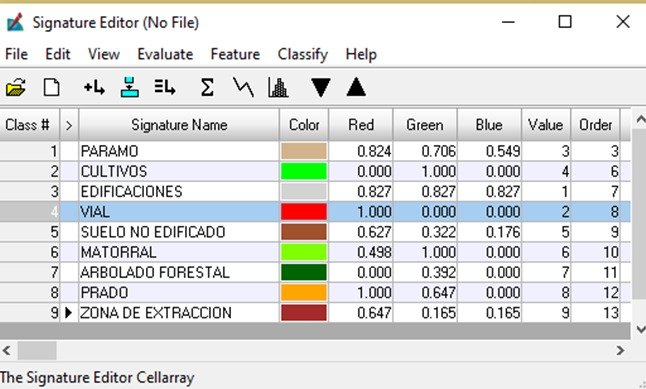 Signature Editor (No File)
File Edit View Evaluate Feature Classify Help
Class # > Signature Name Color Red Green Blue Value Order
1 PARAMO 0.824 0.706 0.549 3 3
2 CULTIVOS 0.000 1.000 0.000 4 6
3 EDIFICACIONES 0.827 0.827 0.827 1 7
4 VIAL 1.000 0.000 0.000 2 8
5 SUELO NO EDIFICADO 0.627 0.322 0.176 5 9
6 MATORRAL 0.498 1.000 0.000 6 10
7 ARBOLADO FORESTAL 0.000 0.392 0.000 7 11
8 PRADO 1.000 0.647 0.000 8 12
9 ZONA DE EXTRACCION 0.647 0.165 0.165 9 13
The Signature Editor Cellarray